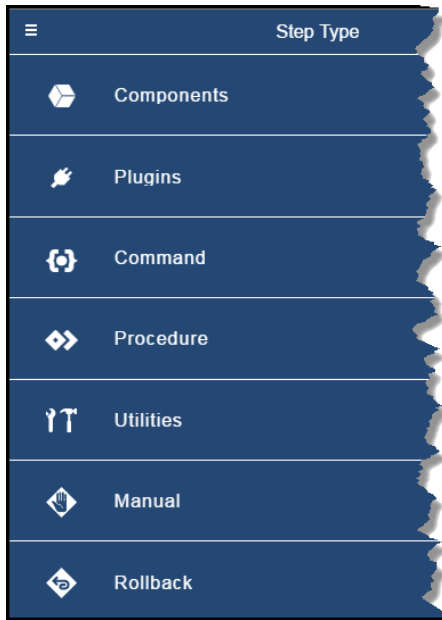 Step Type
Components
Plugins
Command
Procedure
Utilities
Manual
Rollback